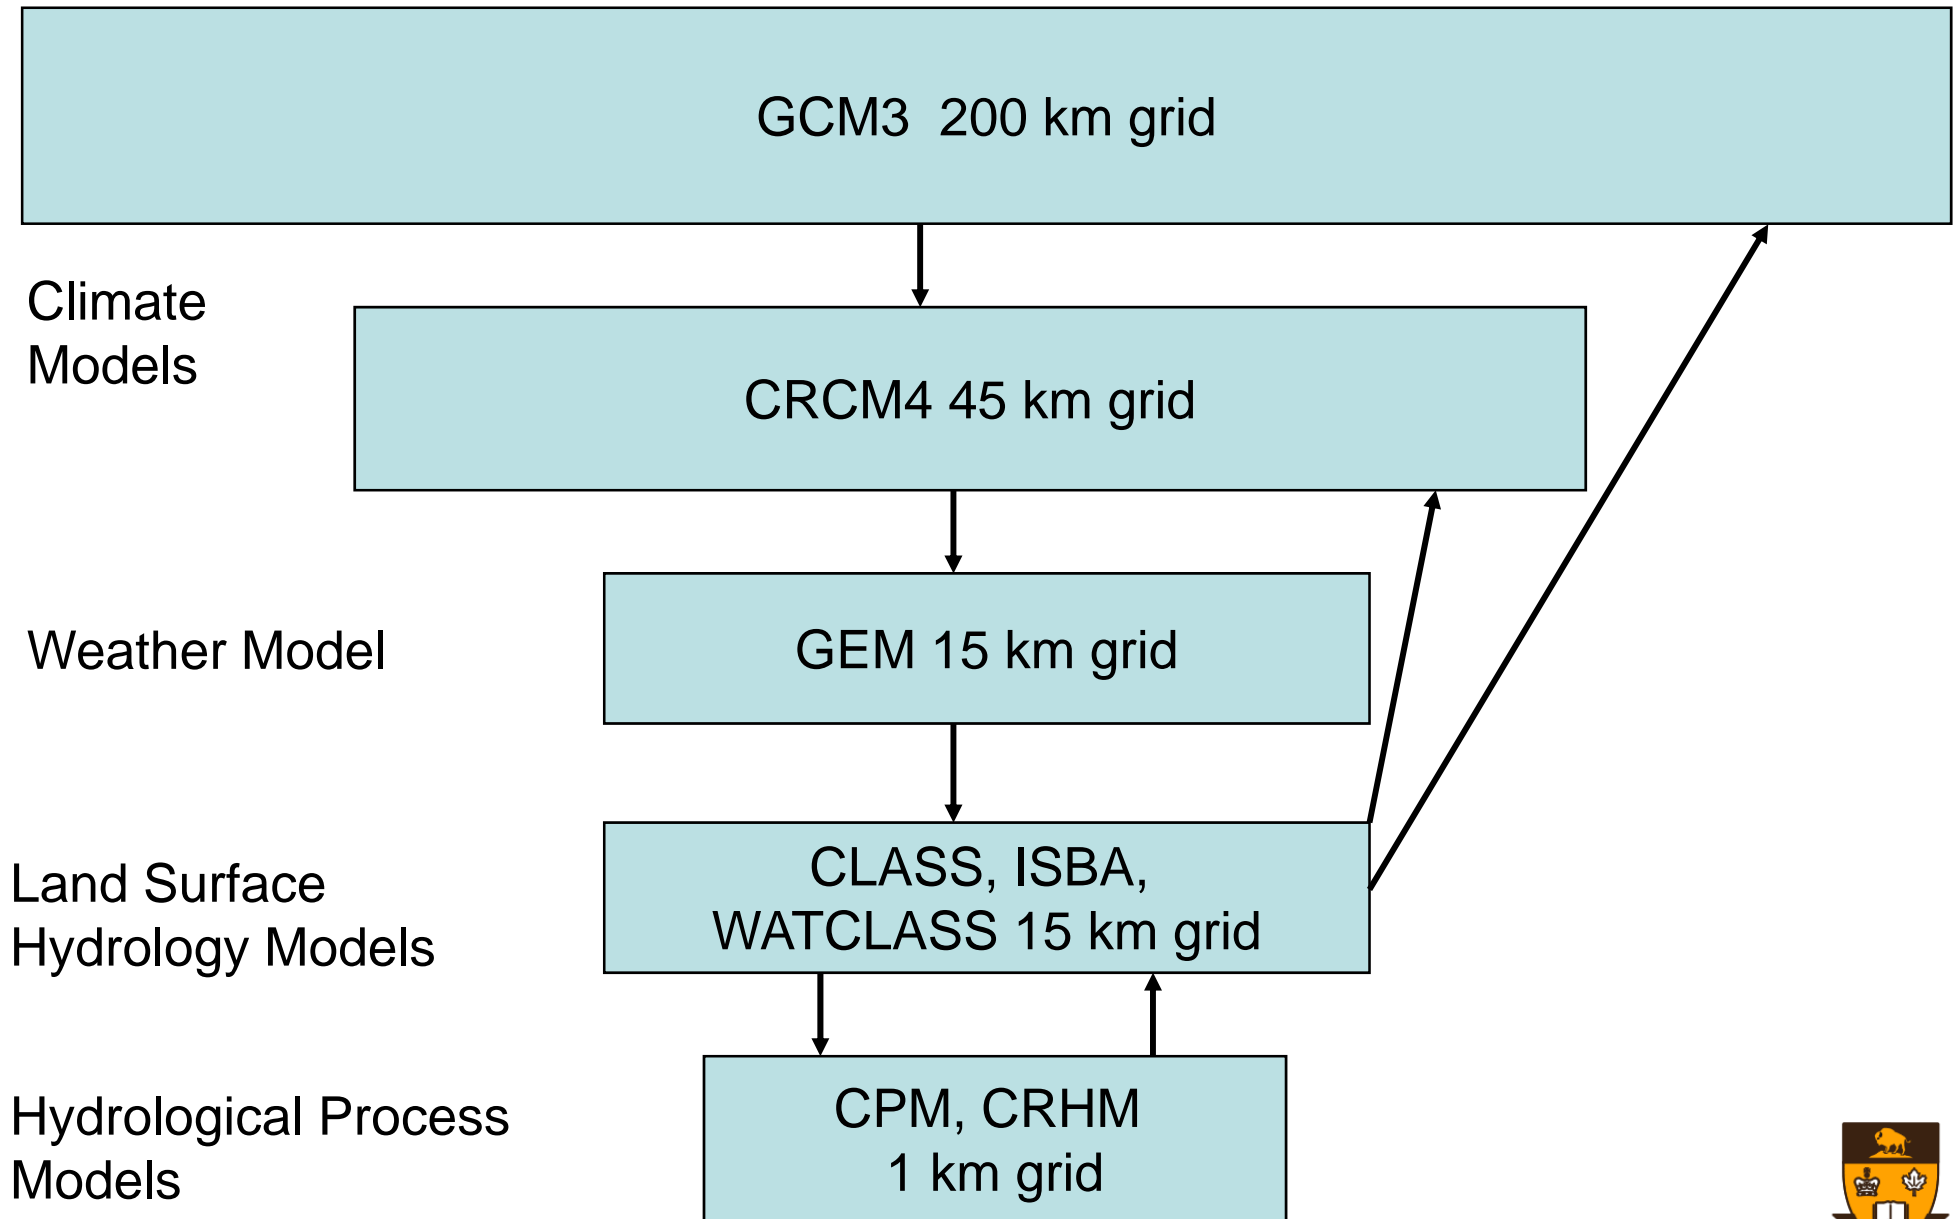 GCM3  200 km grid
Climate
Models
CRCM4 45 km grid
Weather Model
GEM 15 km grid
Land Surface
Hydrology Models
CLASS, ISBA,
WATCLASS 15 km grid
Hydrological Process
Models
CPM, CRHM
1 km grid